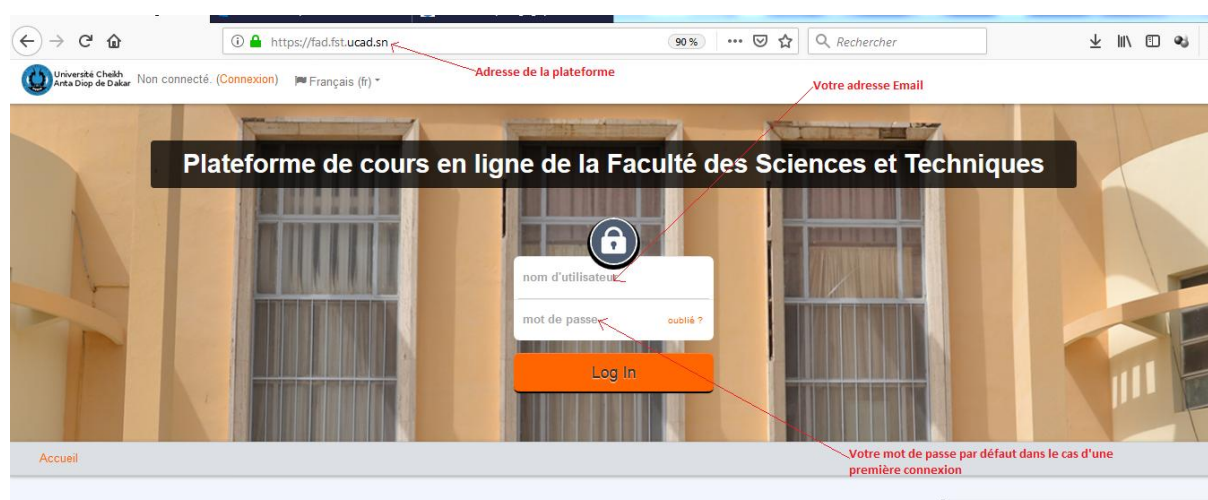 https://fad.fst.ucad.sn
90 %
Rechercher
Adresse de la plateforme
Université Cheikh
Anta Diop de Dakar
Non connecté. (Connexion)
Français (fr)
Votre adresse Email
Plateforme de cours en ligne de la Faculté des Sciences et Techniques
nom d'utilisateur
mot de passe
oublié ?
Log In
Accueil
Votre mot de passe par défaut dans le cas d'une
première connexion